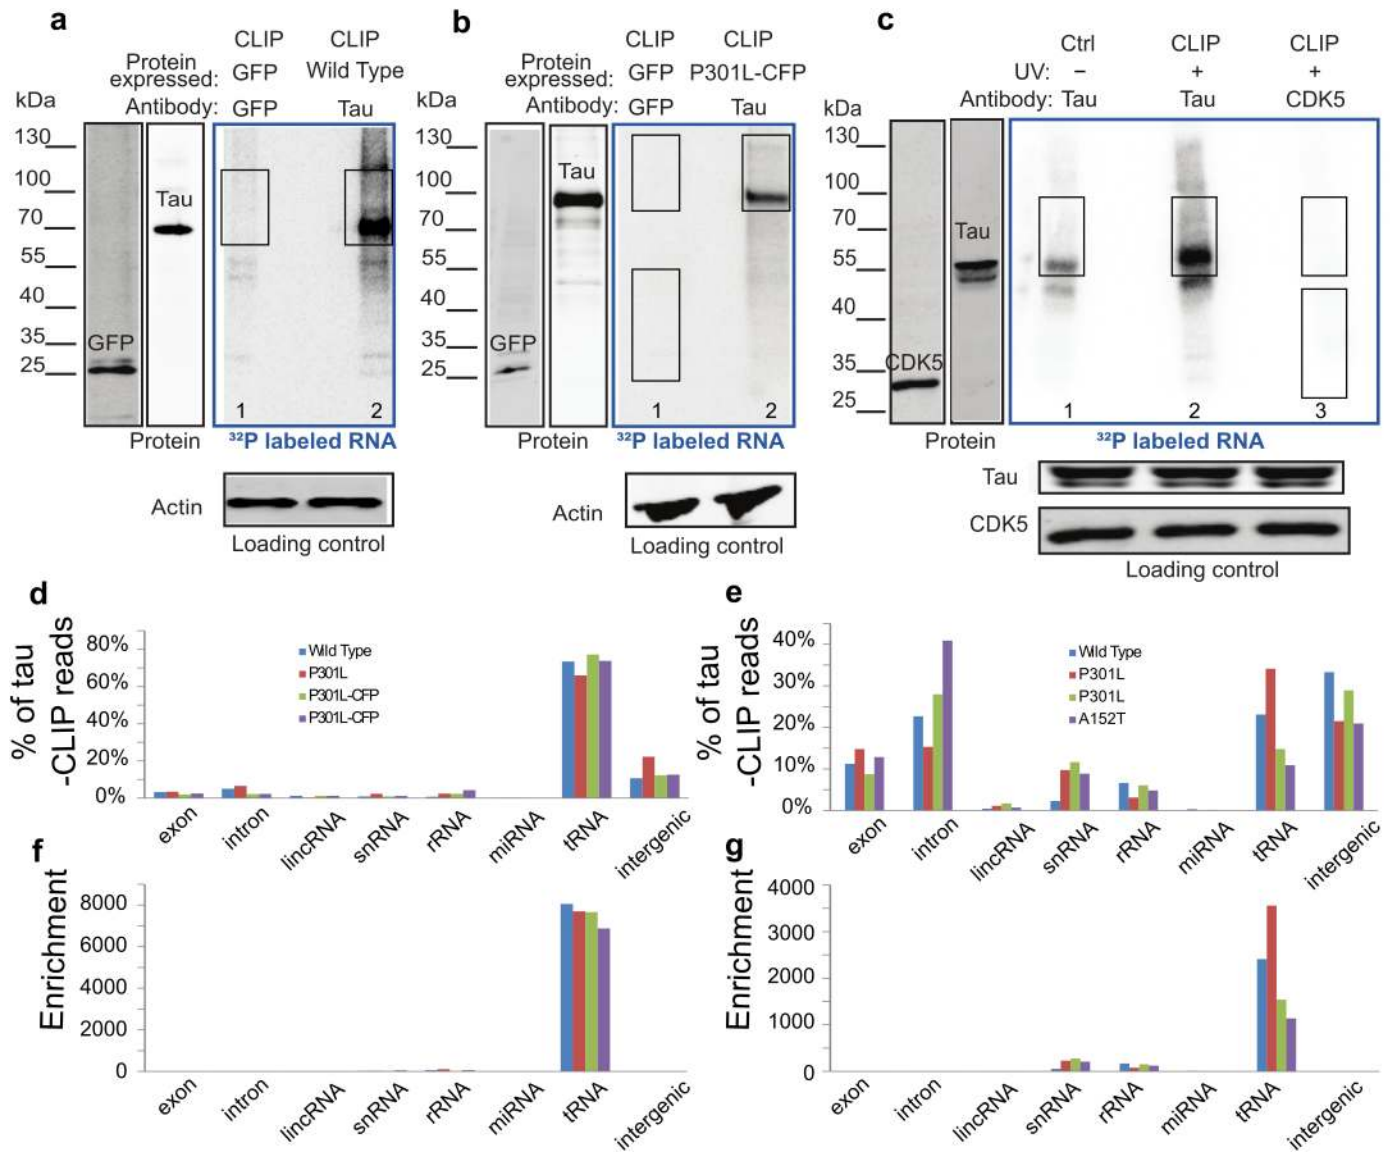 a
CLIP CLIP
Protein expressed: GFP Wild Type
kDa Antibody: GFP Tau
130
100
70
55
40
35
25
GFP
Tau
1 2
Protein ³²P labeled RNA
Actin
Loading control
b
CLIP CLIP
Protein expressed: GFP P301L-CFP
kDa Antibody: GFP Tau
130
100
70
55
40
35
25
GFP
Tau
1 2
Protein ³²P labeled RNA
Actin
Loading control
c
Ctrl CLIP CLIP
UV: − + +
kDa Antibody: Tau Tau CDK5
130
100
70
55
40
35
25
CDK5
Tau
1 2 3
Protein ³²P labeled RNA
Tau
CDK5
Loading control
d
% of tau
-CLIP reads
80%
60%
40%
20%
0%
Wild Type
P301L
P301L-CFP
P301L-CFP
exon intron lincRNA snRNA rRNA miRNA tRNA intergenic
e
% of tau
-CLIP reads
40%
30%
20%
10%
0%
Wild Type
P301L
P301L
A152T
exon intron lincRNA snRNA rRNA miRNA tRNA intergenic
f
Enrichment
8000
6000
4000
2000
0
exon intron lincRNA snRNA rRNA miRNA tRNA intergenic
g
Enrichment
4000
3000
2000
1000
0
exon intron lincRNA snRNA rRNA miRNA tRNA intergenic